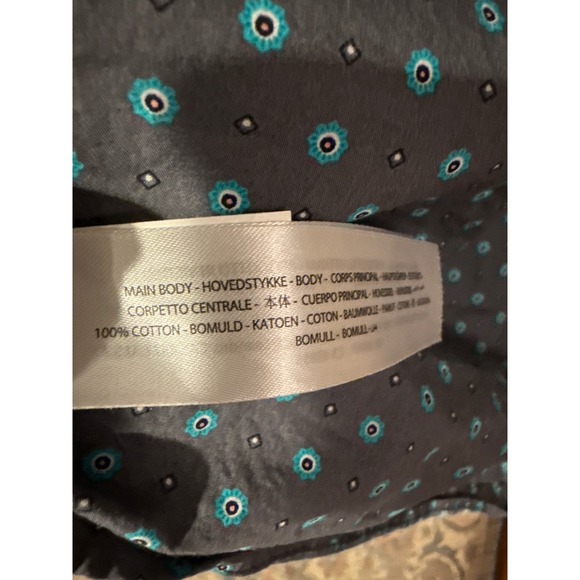 MAIN BODY - HOVEDSTYKKE - BODY - CORPS PRINCIPAL -
CORPETTO CENTRALE - 本体 - CUERPO PRINCIPAL -
100% COTTON - BOMULD - KATOEN - COTON - BAUMWOLLE -
BOMULL - BOMULL